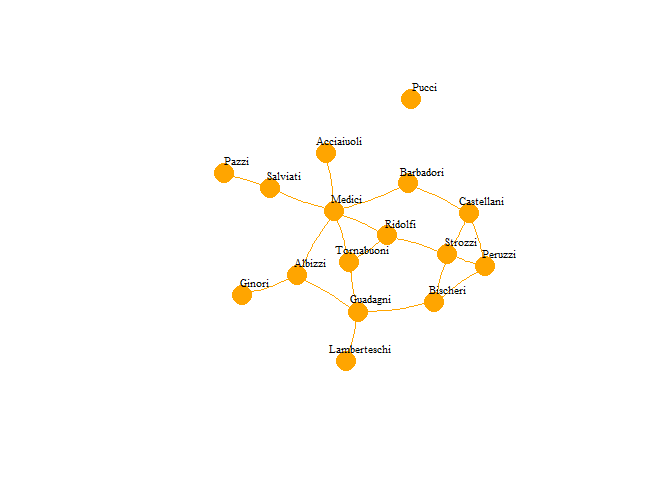 Pucci
Acciaiuoli
Pazzi
Salviati
Barbadori
Medici
Castellani
Ridolfi
Strozzi
Tornabuoni
Peruzzi
Albizzi
Ginori
Bischeri
Guadagni
Lamberteschi